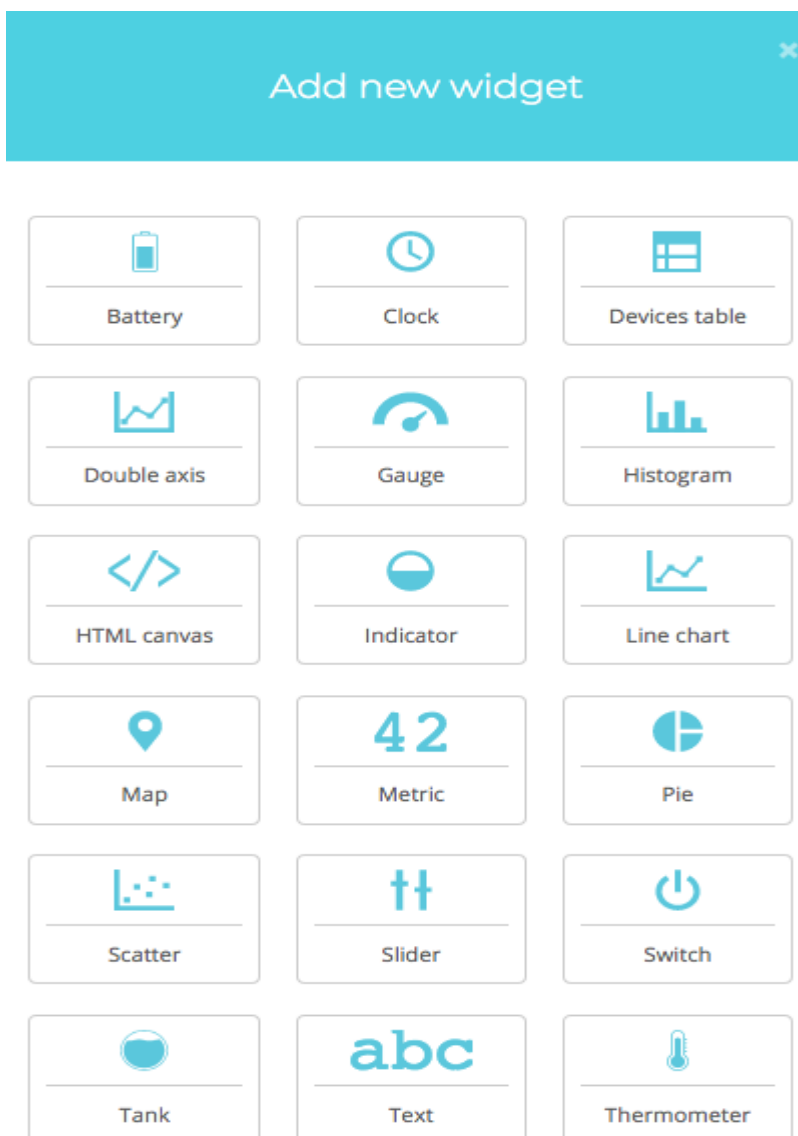 Add new widget
Battery
Clock
Devices table
Double axis
Gauge
Histogram
</>
HTML canvas
Indicator
Line chart
42
Map
Metric
Pie
Scatter
Slider
Switch
abc
Tank
Text
Thermometer